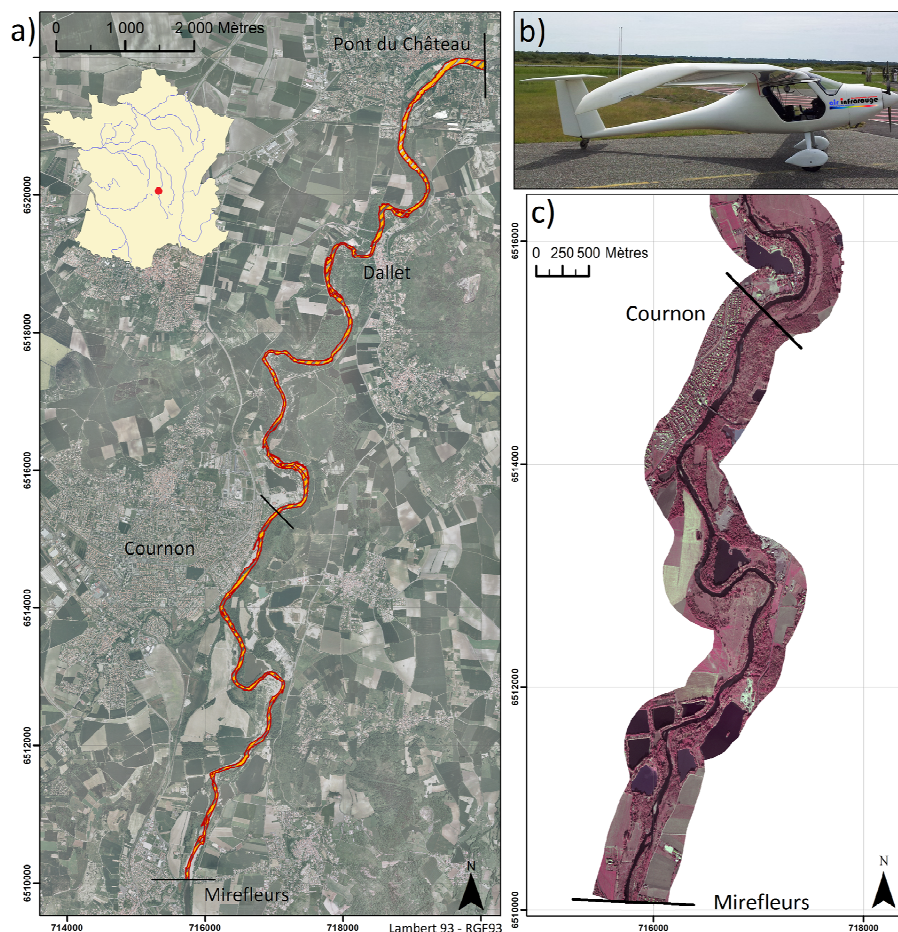 a)
0 1 000 2 000 Mètres
Pont du Château
Dallet
Cournon
Mirefleurs
N
6520000
6518000
6516000
6514000
6512000
6510000
714000 716000 718000
Lambert 93 - RGF93
b)
air infrarouge
c)
0 250 500 Mètres
Cournon
Mirefleurs
N
6516000
6514000
6512000
6510000
716000 718000